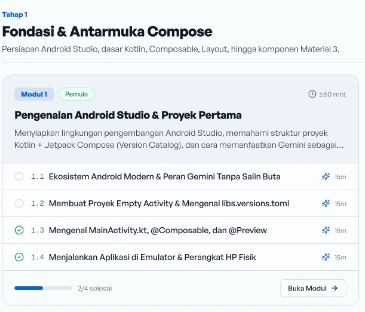 Tahap 1
Fondasi & Antarmuka Compose
Persiapan Android Studio, dasar Kotlin, Composable, Layout, hingga komponen Material 3.
Modul 1
Pemula
±60 mnt
Pengenalan Android Studio & Proyek Pertama
Menyiapkan lingkungan pengembangan Android Studio, memahami struktur proyek
Kotlin + Jetpack Compose (Version Catalog), dan cara memanfaatkan Gemini sebagai...
1.1 Ekosistem Android Modern & Peran Gemini Tanpa Salin Buta
15m
1.2 Membuat Proyek Empty Activity & Mengenal libs.versions.toml
15m
1.3 Mengenal MainActivity.kt, @Composable, dan @Preview
15m
1.4 Menjalankan Aplikasi di Emulator & Perangkat HP Fisik
15m
2/4 selesai
Buka Modul →